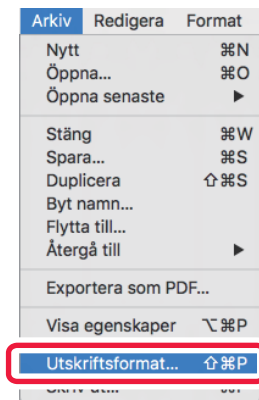 Arkiv Redigera Format
Nytt ⌘N
Öppna... ⌘O
Öppna senaste ▶
Stäng ⌘W
Spara... ⌘S
Duplicera ⇧⌘S
Byt namn...
Flytta till...
Återgå till ▶
Exportera som PDF...
Visa egenskaper ⌥⌘P
Utskriftsformat... ⇧⌘P